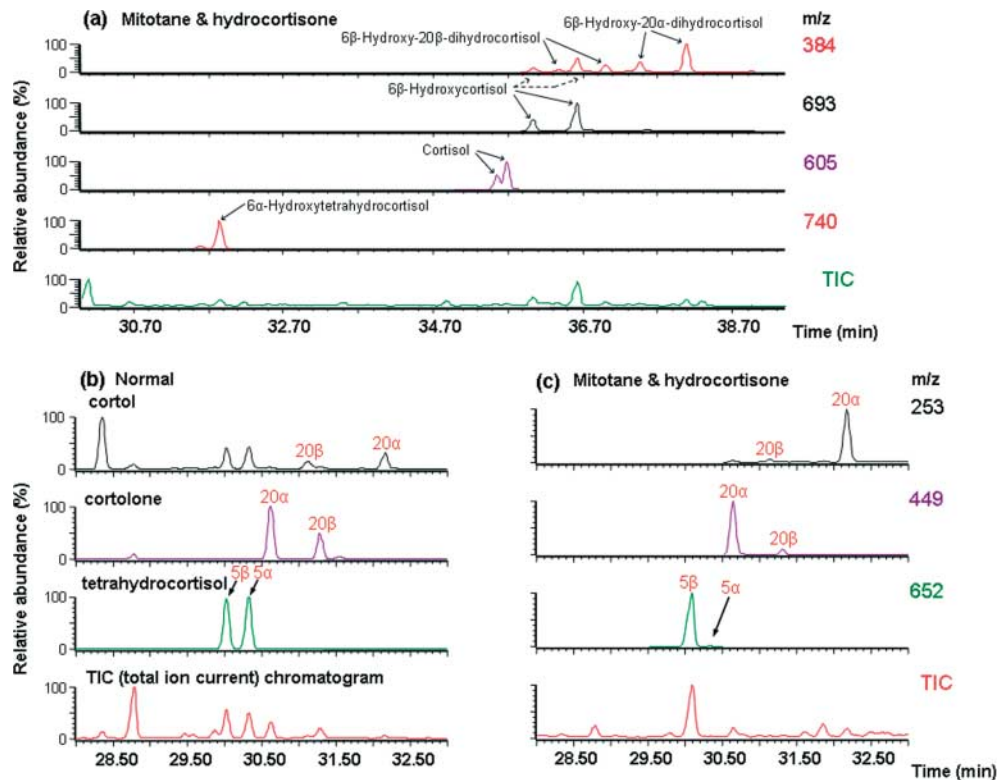 (a) Mitotane & hydrocortisone
m/z
6β-Hydroxy-20β-dihydrocortisol
6β-Hydroxy-20α-dihydrocortisol
384
100
0
6β-Hydroxycortisol
693
100
0
Cortisol
605
100
0
6α-Hydroxytetrahydrocortisol
740
100
0
TIC
100
0
Relative abundance (%)
30.70 32.70 34.70 36.70 38.70
Time (min)
(b) Normal
cortol
100
0
20β
20α
cortolone
100
0
20α
20β
tetrahydrocortisol
5β 5α
100
0
TIC (total ion current) chromatogram
100
0
Relative abundance (%)
28.50 29.50 30.50 31.50 32.50
(c) Mitotane & hydrocortisone
m/z
253
20β
20α
449
20α
20β
652
5β
5α
TIC
28.50 29.50 30.50 31.50 32.50
Time (min)